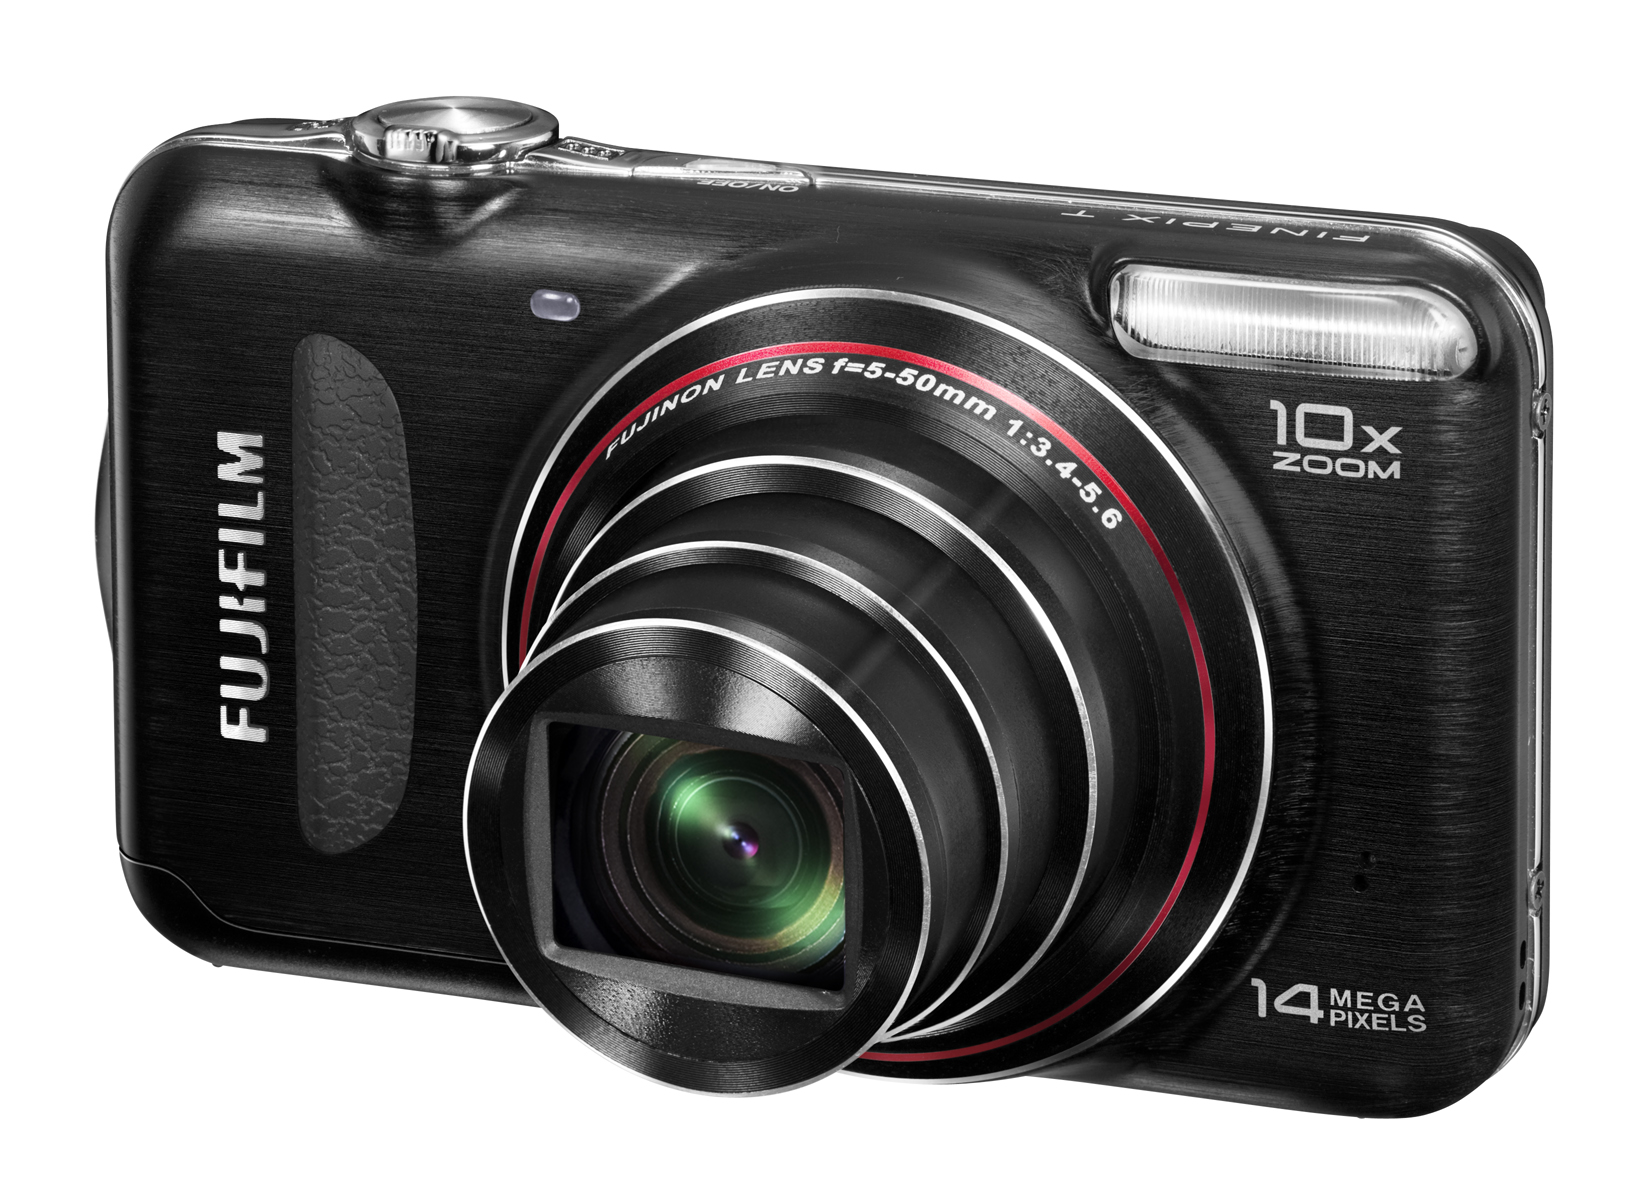 ON/OFF
FINEPIX T
FUJIFILM
FUJINON LENS f=5-50mm 1:3.4-5.6
10x
ZOOM
14 MEGA
PIXELS